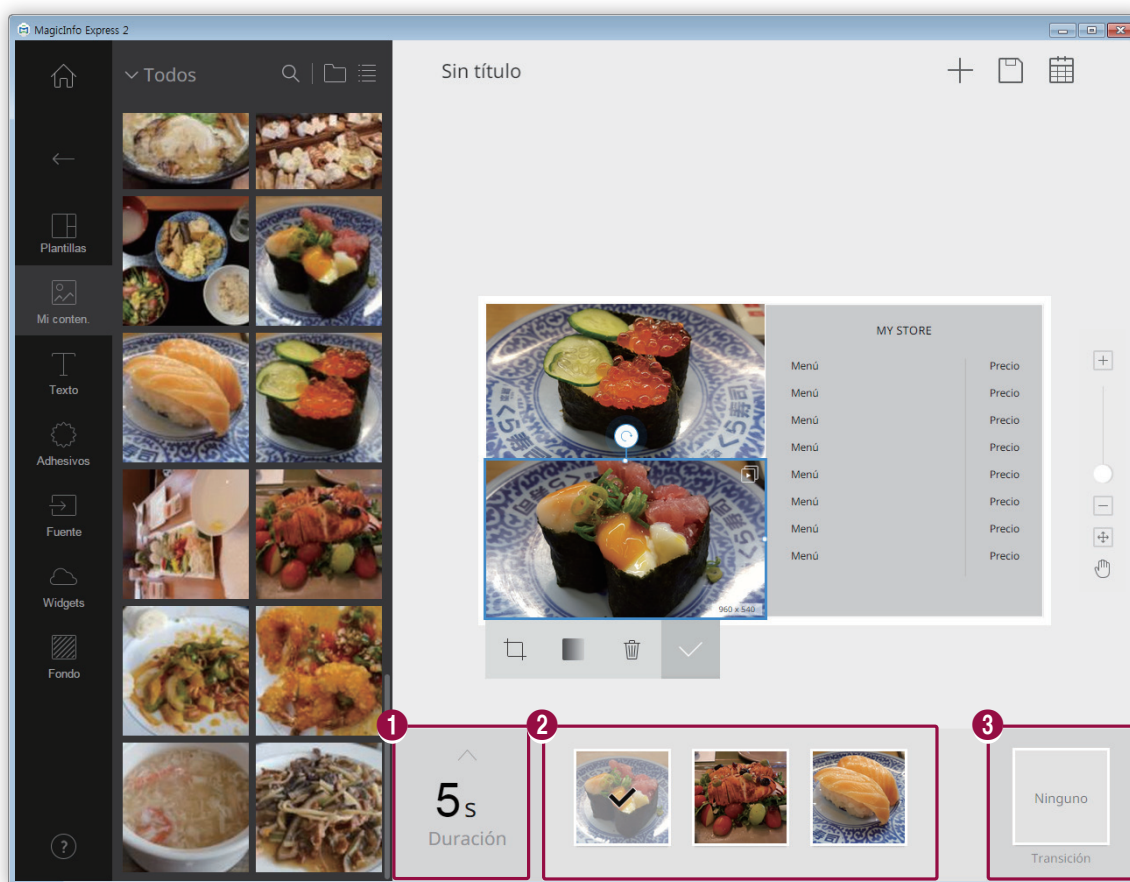 MagicInfo Express 2
Todos
Sin título
Plantillas
Mi conten.
Texto
Adhesivos
Fuente
Widgets
Fondo
?
MY STORE
Menú Precio
Menú Precio
Menú Precio
Menú Precio
Menú Precio
Menú Precio
Menú Precio
Menú Precio
960 x 540
1
5s
Duración
2
3
Ninguno
Transición